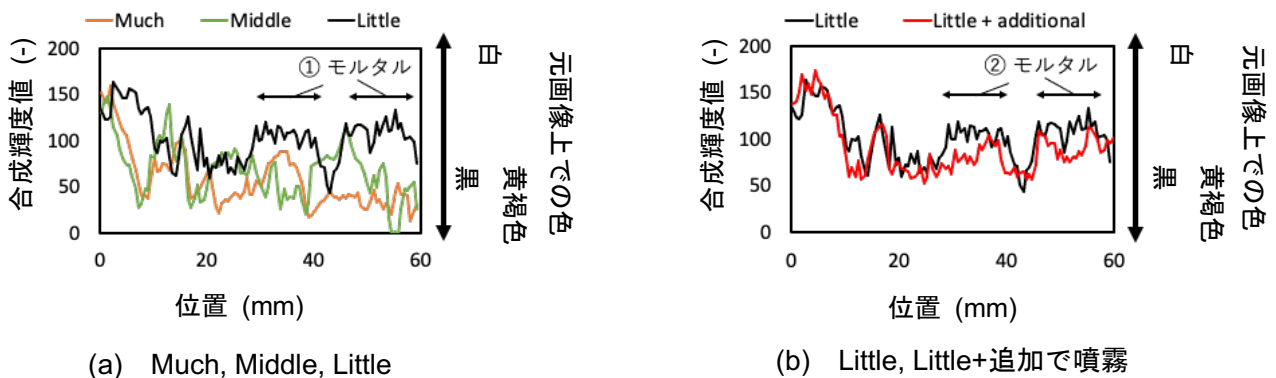 Much Middle Little
合成輝度値 (-)
200
150
100
50
0
① モルタル
0 20 40 60
位置 (mm)
白
黄褐色
黒
元画像上での色
(a) Much, Middle, Little
Little Little + additional
合成輝度値 (-)
200
150
100
50
0
② モルタル
0 20 40 60
位置 (mm)
白
黄褐色
黒
元画像上での色
(b) Little, Little+追加で噴霧